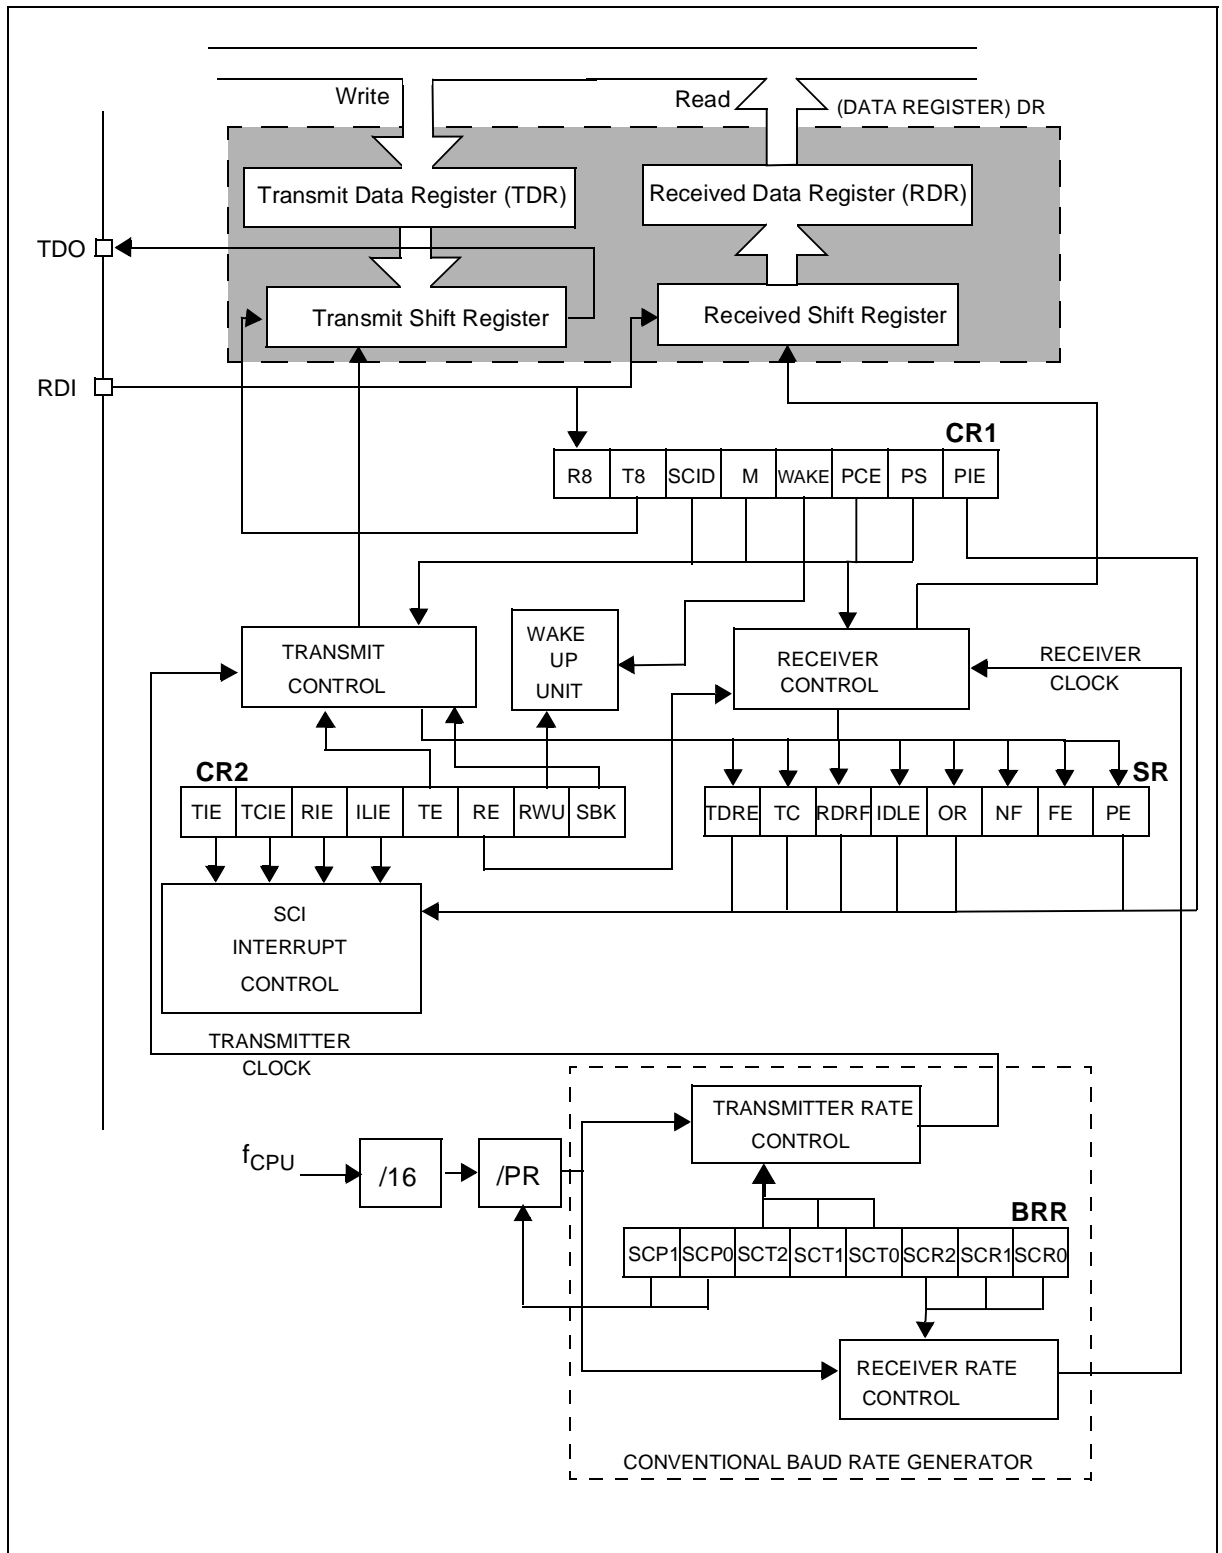 Write
Read
(DATA REGISTER) DR
Transmit Data Register (TDR)
Received Data Register (RDR)
TDO
Transmit Shift Register
Received Shift Register
RDI
CR1
R8 T8 SCID M WAKE PCE PS PIE
TRANSMIT
CONTROL
WAKE
UP
UNIT
RECEIVER
CONTROL
RECEIVER
CLOCK
CR2
SR
TIE TCIE RIE ILIE TE RE RWU SBK
TDRE TC RDRF IDLE OR NF FE PE
SCI
INTERRUPT
CONTROL
TRANSMITTER
CLOCK
TRANSMITTER RATE
CONTROL
fCPU
/16
/PR
BRR
SCP1 SCP0 SCT2 SCT1 SCT0 SCR2 SCR1 SCR0
RECEIVER RATE
CONTROL
CONVENTIONAL BAUD RATE GENERATOR